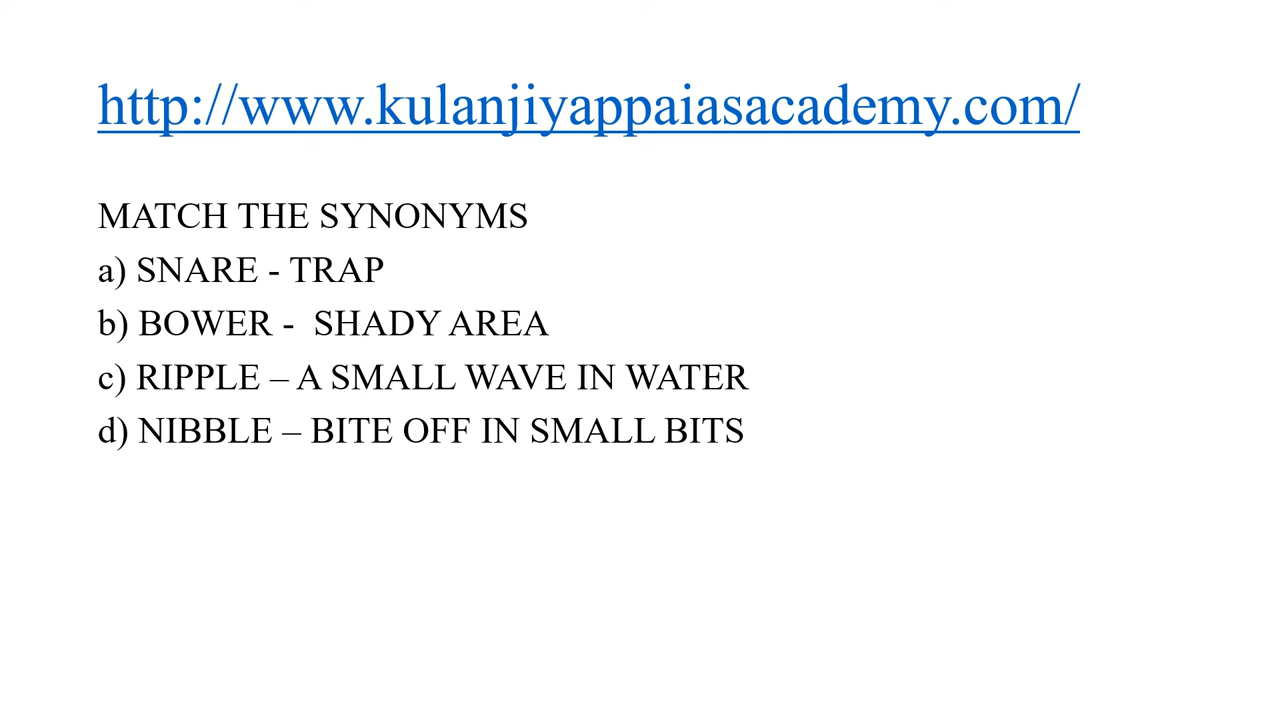 http://www.kulanjiyappaiasacademy.com/
MATCH THE SYNONYMS
a) SNARE - TRAP
b) BOWER -  SHADY AREA
c) RIPPLE – A SMALL WAVE IN WATER
d) NIBBLE – BITE OFF IN SMALL BITS